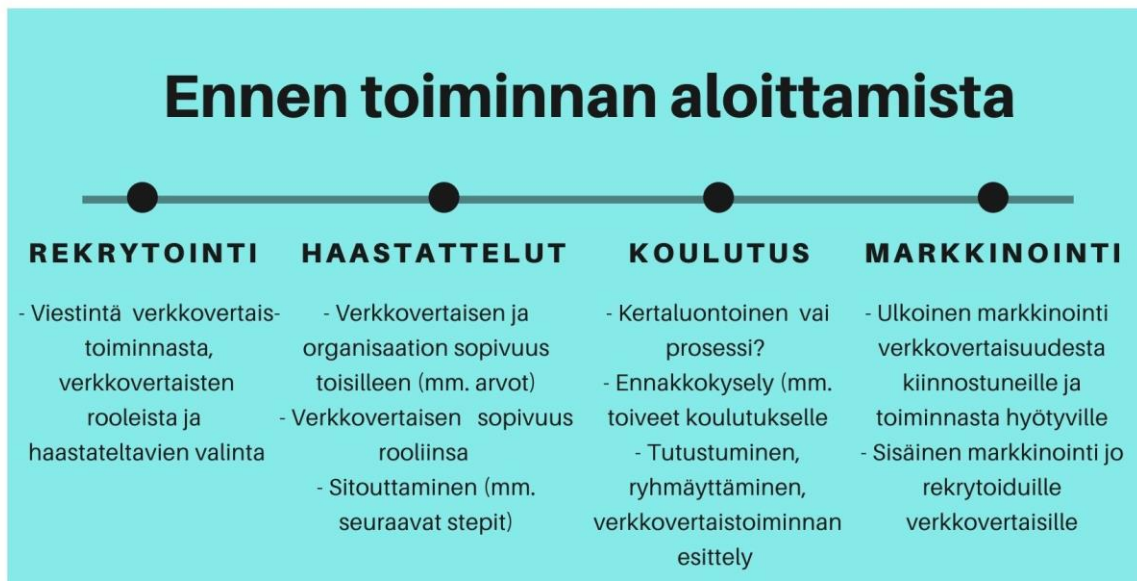 Ennen toiminnan aloittamista
REKRYTOINTI
- Viestintä verkkovertais-
toiminnasta,
verkkovertaisten
rooleista ja
haastateltavien valinta
HAASTATTELUT
- Verkkovertaisen ja
organisaation sopivuus
toisilleen (mm. arvot)
- Verkkovertaisen sopivuus
rooliinsa
- Sitouttaminen (mm.
seuraavat stepit)
KOULUTUS
- Kertaluontoinen vai
prosessi?
- Ennakkokysely (mm.
toiveet koulutukselle
- Tutustuminen,
ryhmäyttäminen,
verkkovertaistoiminnan
esittely
MARKKINOINTI
- Ulkoinen markkinointi
verkkovertaisuudesta
kiinnostuneille ja
toiminnasta hyötyville
- Sisäinen markkinointi jo
rekrytoiduille
verkkovertaisille